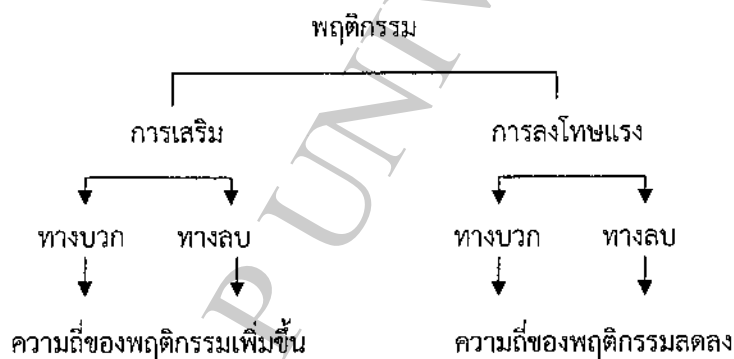 พฤติกรรม
การเสริม การลงโทษแรง
ทางบวก ทางลบ ทางบวก ทางลบ
ความถี่ของพฤติกรรมเพิ่มขึ้น ความถี่ของพฤติกรรมลดลง
P UNIV